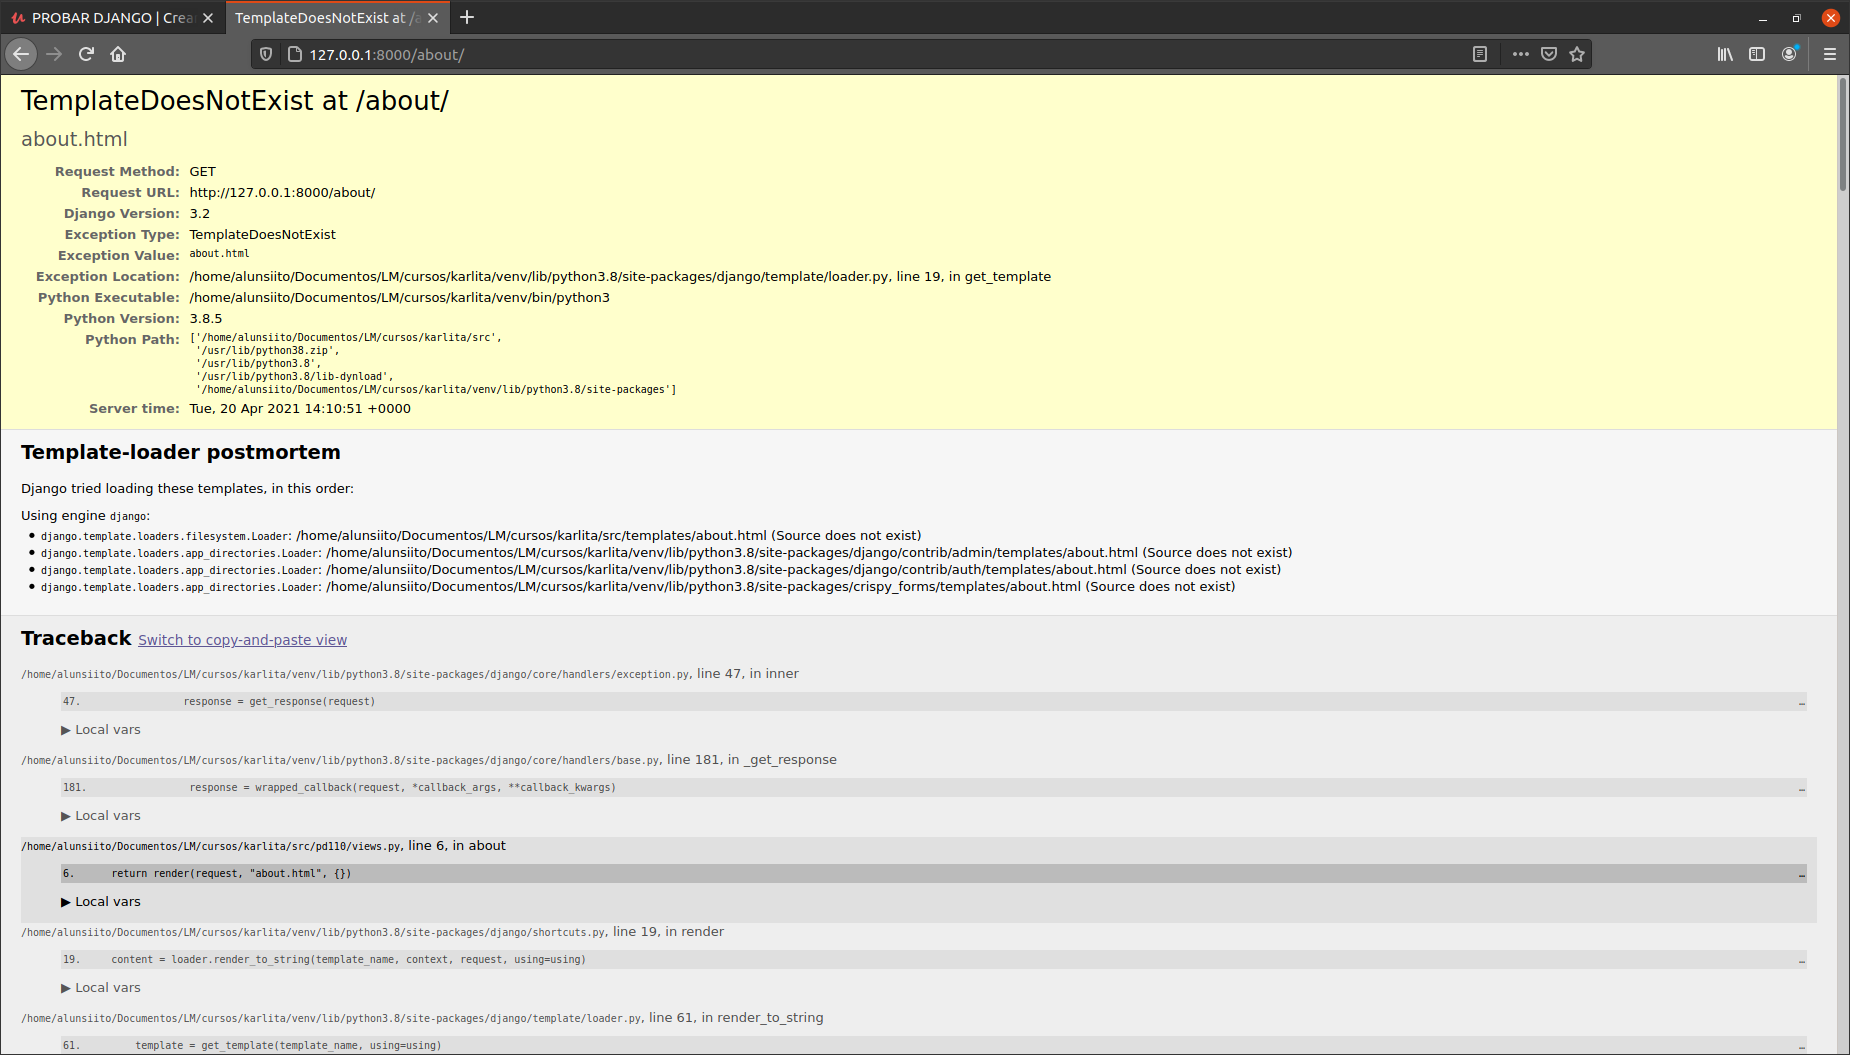 PROBAR DJANGO | Crea
TemplateDoesNotExist at /a
127.0.0.1:8000/about/
TemplateDoesNotExist at /about/
about.html
Request Method: GET
Request URL: http://127.0.0.1:8000/about/
Django Version: 3.2
Exception Type: TemplateDoesNotExist
Exception Value: about.html
Exception Location: /home/alunsiito/Documentos/LM/cursos/karlita/venv/lib/python3.8/site-packages/django/template/loader.py, line 19, in get_template
Python Executable: /home/alunsiito/Documentos/LM/cursos/karlita/venv/bin/python3
Python Version: 3.8.5
Python Path: ['/home/alunsiito/Documentos/LM/cursos/karlita/src',
'/usr/lib/python38.zip',
'/usr/lib/python3.8',
'/usr/lib/python3.8/lib-dynload',
'/home/alunsiito/Documentos/LM/cursos/karlita/venv/lib/python3.8/site-packages']
Server time: Tue, 20 Apr 2021 14:10:51 +0000
Template-loader postmortem
Django tried loading these templates, in this order:
Using engine django:
• django.template.loaders.filesystem.Loader: /home/alunsiito/Documentos/LM/cursos/karlita/src/templates/about.html (Source does not exist)
• django.template.loaders.app_directories.Loader: /home/alunsiito/Documentos/LM/cursos/karlita/venv/lib/python3.8/site-packages/django/contrib/admin/templates/about.html (Source does not exist)
• django.template.loaders.app_directories.Loader: /home/alunsiito/Documentos/LM/cursos/karlita/venv/lib/python3.8/site-packages/django/contrib/auth/templates/about.html (Source does not exist)
• django.template.loaders.app_directories.Loader: /home/alunsiito/Documentos/LM/cursos/karlita/venv/lib/python3.8/site-packages/crispy_forms/templates/about.html (Source does not exist)
Traceback Switch to copy-and-paste view
/home/alunsiito/Documentos/LM/cursos/karlita/venv/lib/python3.8/site-packages/django/core/handlers/exception.py, line 47, in inner
47. response = get_response(request) …
▶ Local vars
/home/alunsiito/Documentos/LM/cursos/karlita/venv/lib/python3.8/site-packages/django/core/handlers/base.py, line 181, in _get_response
181. response = wrapped_callback(request, *callback_args, **callback_kwargs) …
▶ Local vars
/home/alunsiito/Documentos/LM/cursos/karlita/src/pd110/views.py, line 6, in about
6. return render(request, "about.html", {}) …
▶ Local vars
/home/alunsiito/Documentos/LM/cursos/karlita/venv/lib/python3.8/site-packages/django/shortcuts.py, line 19, in render
19. content = loader.render_to_string(template_name, context, request, using=using) …
▶ Local vars
/home/alunsiito/Documentos/LM/cursos/karlita/venv/lib/python3.8/site-packages/django/template/loader.py, line 61, in render_to_string
61. template = get_template(template_name, using=using) …